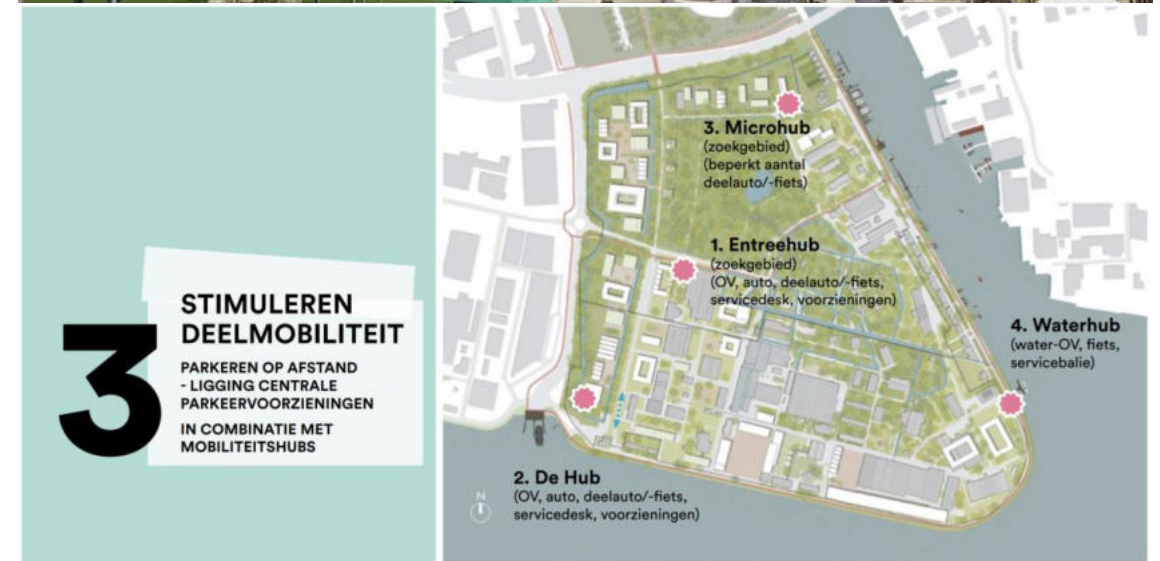 3
STIMULEREN
DEELMOBILITEIT
PARKEREN OP AFSTAND
- LIGGING CENTRALE
PARKEERVOORZIENINGEN
IN COMBINATIE MET
MOBILITEITSHUBS
3. Microhub
(zoekgebied)
(beperkt aantal
deelauto/-fiets)
1. Entreehub
(zoekgebied)
(OV, auto, deelauto/-fiets,
servicedesk, voorzieningen)
4. Waterhub
(water-OV, fiets,
servicebalie)
2. De Hub
(OV, auto, deelauto/-fiets,
servicedesk, voorzieningen)
N